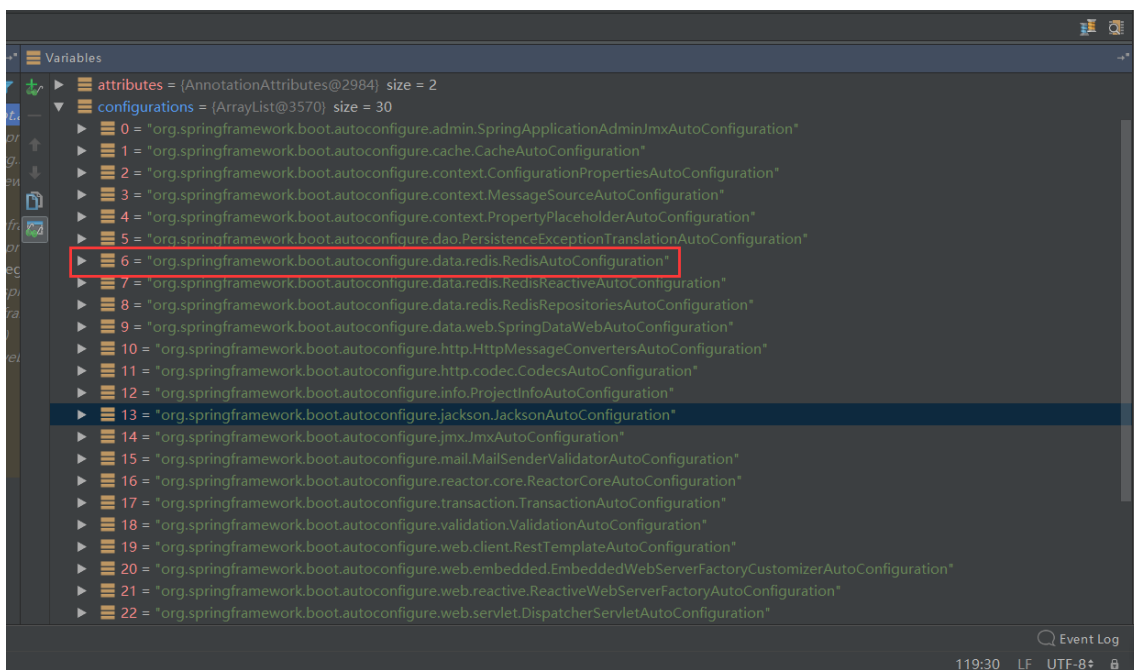 Variables
attributes = {AnnotationAttributes@2984} size = 2
configurations = {ArrayList@3570} size = 30
0 = "org.springframework.boot.autoconfigure.admin.SpringApplicationAdminJmxAutoConfiguration"
1 = "org.springframework.boot.autoconfigure.cache.CacheAutoConfiguration"
2 = "org.springframework.boot.autoconfigure.context.ConfigurationPropertiesAutoConfiguration"
3 = "org.springframework.boot.autoconfigure.context.MessageSourceAutoConfiguration"
4 = "org.springframework.boot.autoconfigure.context.PropertyPlaceholderAutoConfiguration"
5 = "org.springframework.boot.autoconfigure.dao.PersistenceExceptionTranslationAutoConfiguration"
6 = "org.springframework.boot.autoconfigure.data.redis.RedisAutoConfiguration"
7 = "org.springframework.boot.autoconfigure.data.redis.RedisReactiveAutoConfiguration"
8 = "org.springframework.boot.autoconfigure.data.redis.RedisRepositoriesAutoConfiguration"
9 = "org.springframework.boot.autoconfigure.data.web.SpringDataWebAutoConfiguration"
10 = "org.springframework.boot.autoconfigure.http.HttpMessageConvertersAutoConfiguration"
11 = "org.springframework.boot.autoconfigure.http.codec.CodecsAutoConfiguration"
12 = "org.springframework.boot.autoconfigure.info.ProjectInfoAutoConfiguration"
13 = "org.springframework.boot.autoconfigure.jackson.JacksonAutoConfiguration"
14 = "org.springframework.boot.autoconfigure.jmx.JmxAutoConfiguration"
15 = "org.springframework.boot.autoconfigure.mail.MailSenderValidatorAutoConfiguration"
16 = "org.springframework.boot.autoconfigure.reactor.core.ReactorCoreAutoConfiguration"
17 = "org.springframework.boot.autoconfigure.transaction.TransactionAutoConfiguration"
18 = "org.springframework.boot.autoconfigure.validation.ValidationAutoConfiguration"
19 = "org.springframework.boot.autoconfigure.web.client.RestTemplateAutoConfiguration"
20 = "org.springframework.boot.autoconfigure.web.embedded.EmbeddedWebServerFactoryCustomizerAutoConfiguration"
21 = "org.springframework.boot.autoconfigure.web.reactive.ReactiveWebServerFactoryAutoConfiguration"
22 = "org.springframework.boot.autoconfigure.web.servlet.DispatcherServletAutoConfiguration"
Event Log
119:30 LF UTF-8